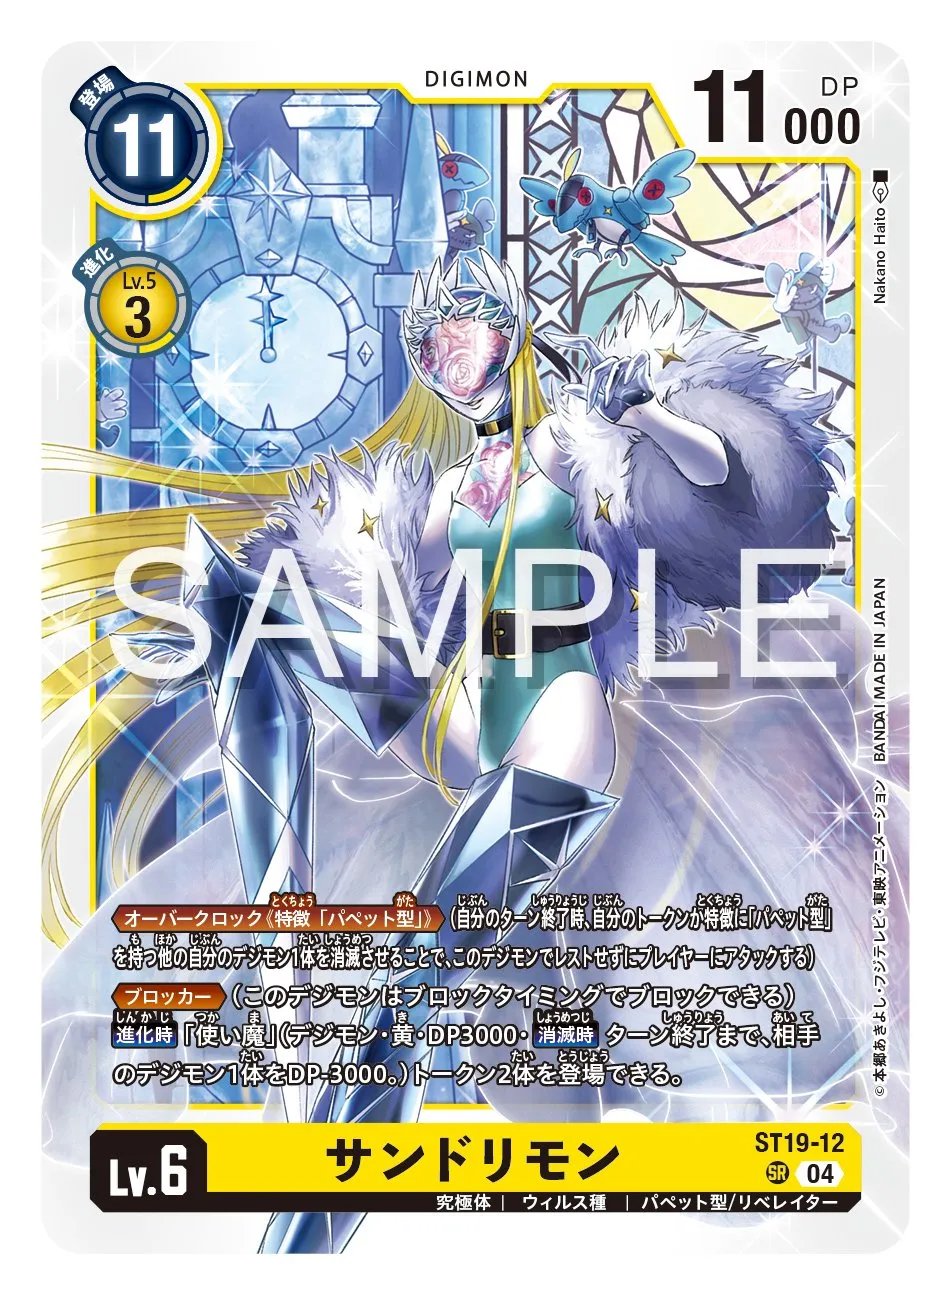 DIGIMON
登場
11
11000
DP
進化
Lv.5
3
Nakano Haito
SAMPLE
BANDAI MADE IN JAPAN
©本郷あきよし・フジテレビ・東映アニメーション
オーバークロック《特徴「パペット型」》(自分のターン終了時、自分のトークンか特徴に「パペット型」
を持つ他の自分のデジモン1体を消滅させることで、このデジモンでレストせずにプレイヤーにアタックする)
ブロッカー(このデジモンはブロックタイミングでブロックできる)
進化時「使い魔」(デジモン・黄・DP3000・消滅時 ターン終了まで、相手
のデジモン1体をDP-3000。)トークン2体を登場できる。
Lv.6
サンドリモン
ST19-12
SR 04
究極体 | ウィルス種 | パペット型/リベレイター